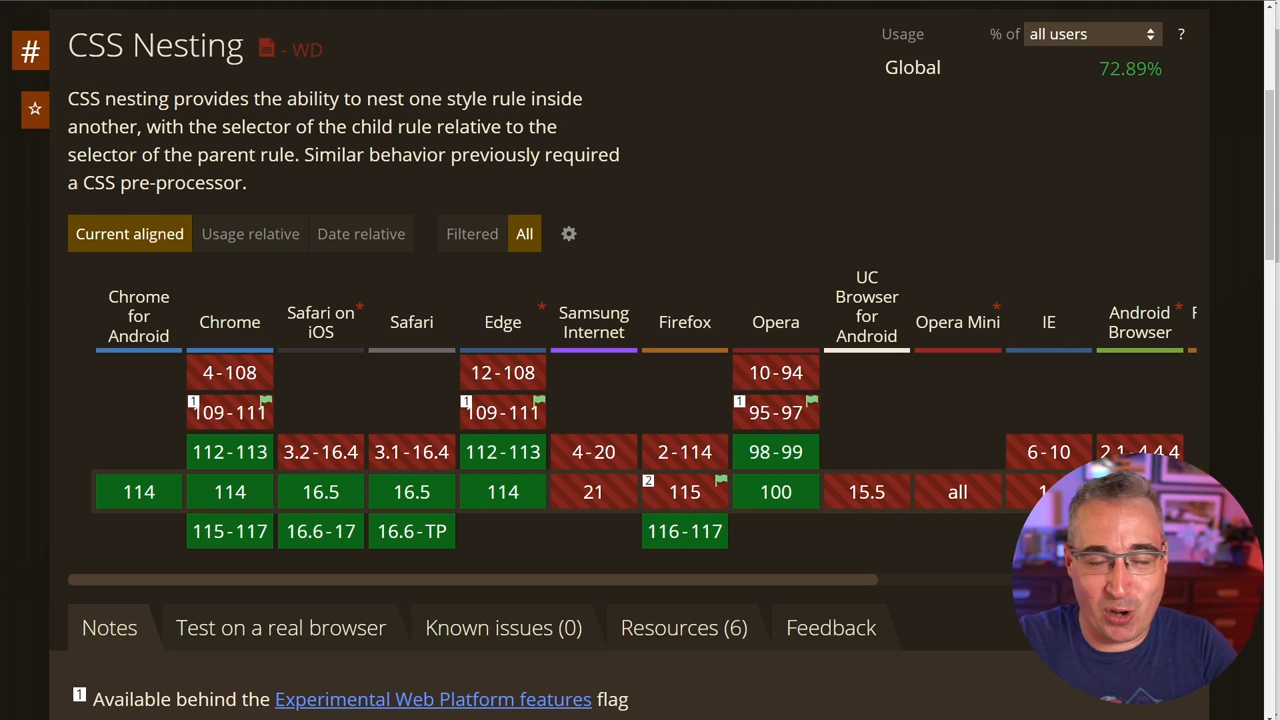 #
CSS Nesting - WD
Usage % of all users ?
Global 72.89%
CSS nesting provides the ability to nest one style rule inside
another, with the selector of the child rule relative to the
selector of the parent rule. Similar behavior previously required
a CSS pre-processor.
Current aligned Usage relative Date relative Filtered All
Chrome for Android Chrome Safari on iOS * Safari Edge * Samsung Internet Firefox Opera UC Browser for Android Opera Mini * IE Android Browser * F
4-108 12-108 10-94
1 109-111 1 109-111 1 95-97
112-113 3.2-16.4 3.1-16.4 112-113 4-20 2-114 98-99 6-10 2.1-4.4.4
114 114 16.5 16.5 114 21 2 115 100 15.5 all
115-117 16.6-17 16.6-TP 116-117
Notes Test on a real browser Known issues (0) Resources (6) Feedback
1 Available behind the Experimental Web Platform features flag